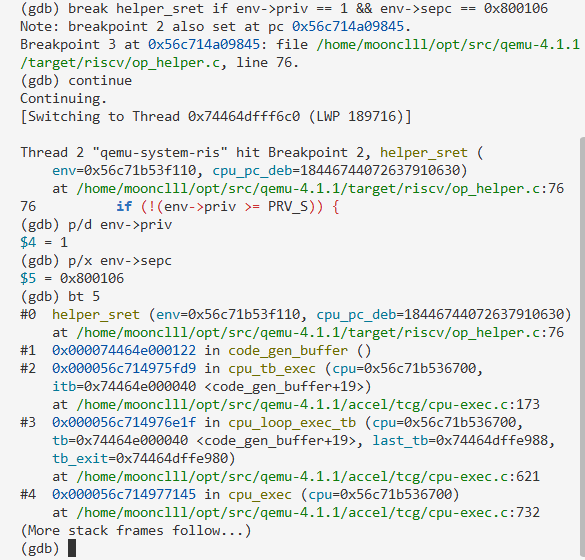 (gdb) break helper_sret if env->priv == 1 && env->sepc == 0x800106
Note: breakpoint 2 also set at pc 0x56c714a09845.
Breakpoint 3 at 0x56c714a09845: file /home/moonclll/opt/src/qemu-4.1.1
/target/riscv/op_helper.c, line 76.
(gdb) continue
Continuing.
[Switching to Thread 0x74464dfff6c0 (LWP 189716)]

Thread 2 "qemu-system-ris" hit Breakpoint 2, helper_sret (
    env=0x56c71b53f110, cpu_pc_deb=18446744072637910630)
    at /home/moonclll/opt/src/qemu-4.1.1/target/riscv/op_helper.c:76
76          if (!(env->priv >= PRV_S)) {
(gdb) p/d env->priv
$4 = 1
(gdb) p/x env->sepc
$5 = 0x800106
(gdb) bt 5
#0  helper_sret (env=0x56c71b53f110, cpu_pc_deb=18446744072637910630)
    at /home/moonclll/opt/src/qemu-4.1.1/target/riscv/op_helper.c:76
#1  0x000074464e000122 in code_gen_buffer ()
#2  0x000056c714975fd9 in cpu_tb_exec (cpu=0x56c71b536700,
    itb=0x74464e000040 <code_gen_buffer+19>)
    at /home/moonclll/opt/src/qemu-4.1.1/accel/tcg/cpu-exec.c:173
#3  0x000056c714976e1f in cpu_loop_exec_tb (cpu=0x56c71b536700,
    tb=0x74464e000040 <code_gen_buffer+19>, last_tb=0x74464dffe988,
    tb_exit=0x74464dffe980)
    at /home/moonclll/opt/src/qemu-4.1.1/accel/tcg/cpu-exec.c:621
#4  0x000056c714977145 in cpu_exec (cpu=0x56c71b536700)
    at /home/moonclll/opt/src/qemu-4.1.1/accel/tcg/cpu-exec.c:732
(More stack frames follow...)
(gdb)